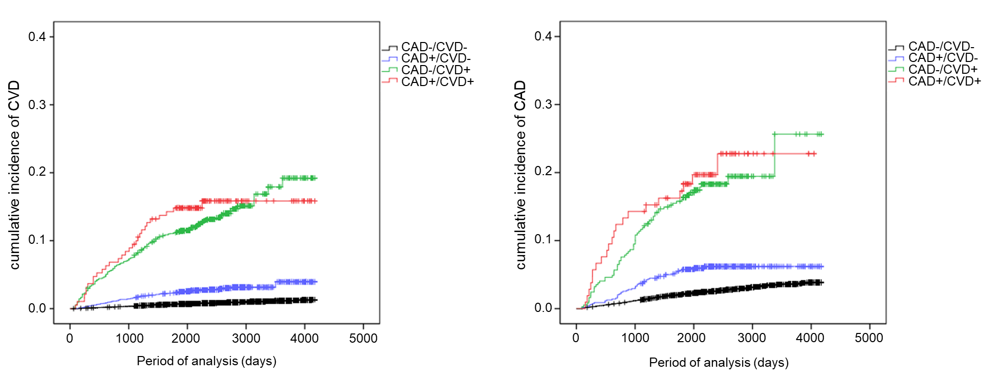 cumulative incidence of CVD
0.4
0.3
0.2
0.1
0.0
0 1000 2000 3000 4000 5000
Period of analysis (days)
CAD-/CVD-
CAD+/CVD-
CAD-/CVD+
CAD+/CVD+
cumulative incidence of CAD
0.4
0.3
0.2
0.1
0.0
0 1000 2000 3000 4000 5000
Period of analysis (days)
CAD-/CVD-
CAD+/CVD-
CAD-/CVD+
CAD+/CVD+